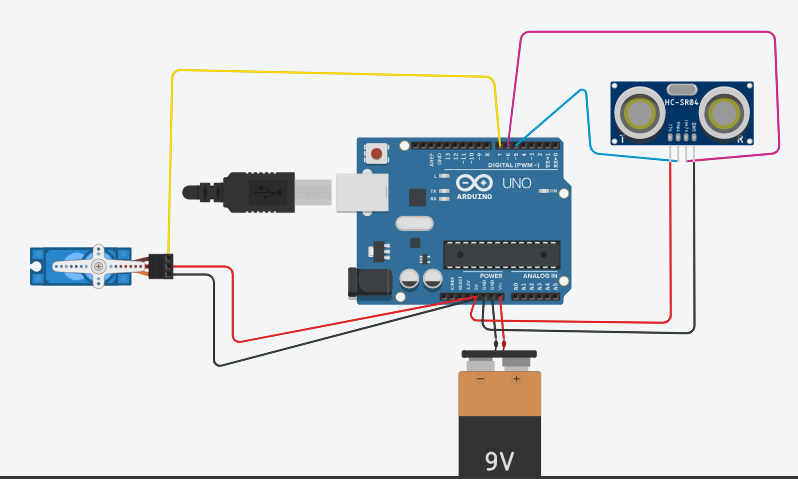 HC-SR04
VCC
TRIG
ECHO
GND
T
R
AREF
GND
13
12
~11
~10
~9
8
7
~6
~5
4
~3
2
TX→1
RX←0
DIGITAL (PWM ~)
L
TX
RX
UNO
ARDUINO
ON
POWER
ANALOG IN
IOREF
RESET
3.3V
5V
GND
GND
Vin
A0
A1
A2
A3
A4
A5
− +
9V